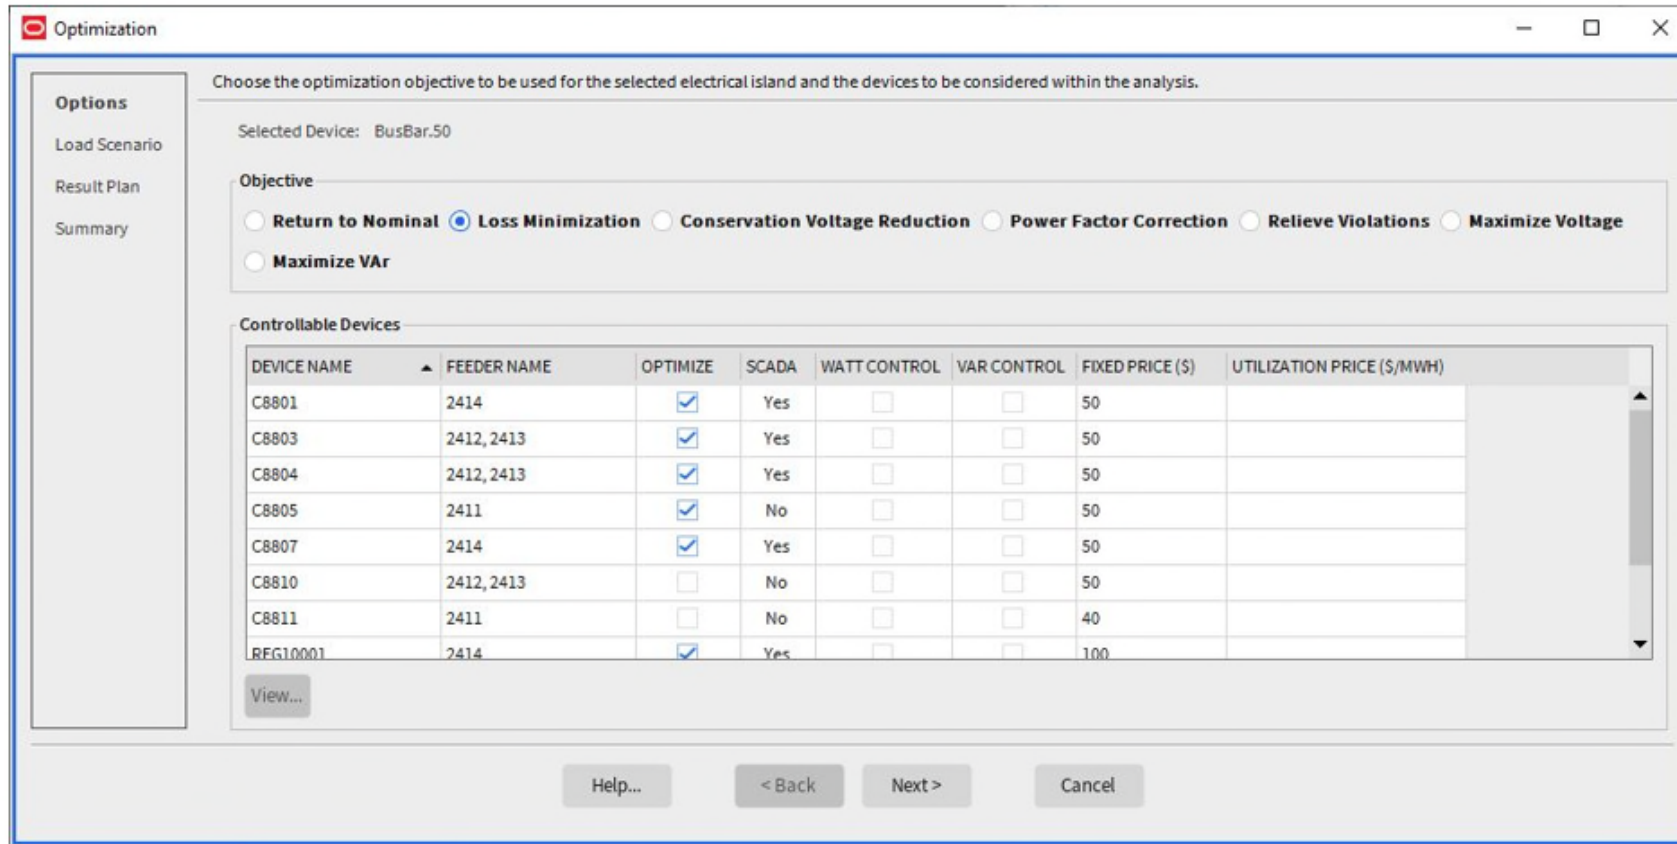 Optimization
Options
Load Scenario
Result Plan
Summary
Choose the optimization objective to be used for the selected electrical island and the devices to be considered within the analysis.
Selected Device: BusBar.50
Objective
Return to Nominal Loss Minimization Conservation Voltage Reduction Power Factor Correction Relieve Violations Maximize Voltage
Maximize VAr
Controllable Devices
DEVICE NAME FEEDER NAME OPTIMIZE SCADA WATT CONTROL VAR CONTROL FIXED PRICE ($) UTILIZATION PRICE ($/MWH)
C8801 2414 Yes 50
C8803 2412, 2413 Yes 50
C8804 2412, 2413 Yes 50
C8805 2411 No 50
C8807 2414 Yes 50
C8810 2412, 2413 No 50
C8811 2411 No 40
REG10001 2414 Yes 100
View...
Help... < Back Next > Cancel